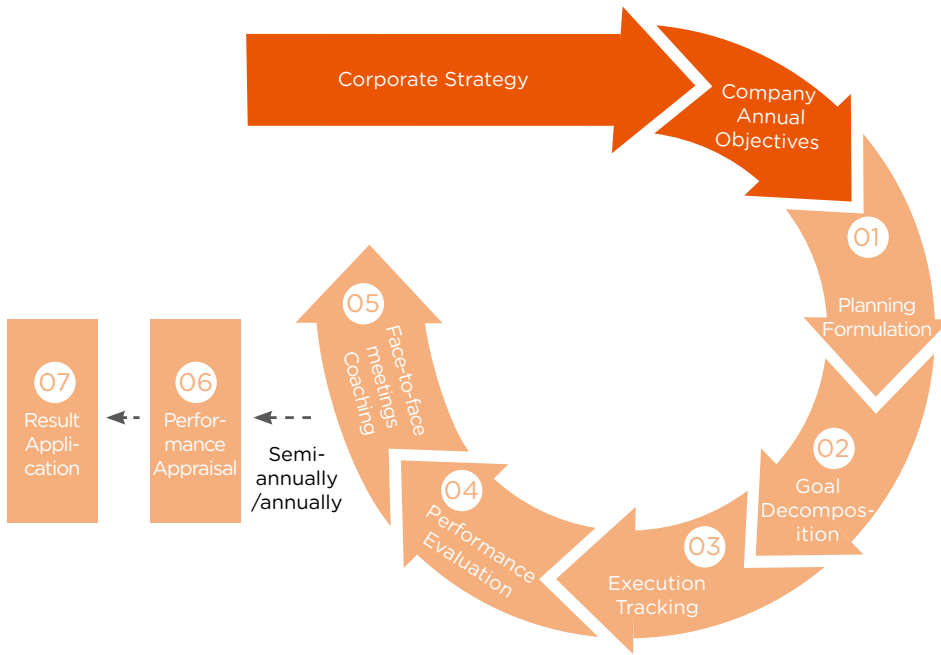 Corporate Strategy
Company
Annual
Objectives
01
Planning
Formulation
02
Goal
Decompos-
ition
03
Execution
Tracking
04
Performance
Evaluation
05
Face-to-face
meetings
Coaching
Semi-
annually
/annually
06
Perfor-
mance
Appraisal
07
Result
Appli-
cation